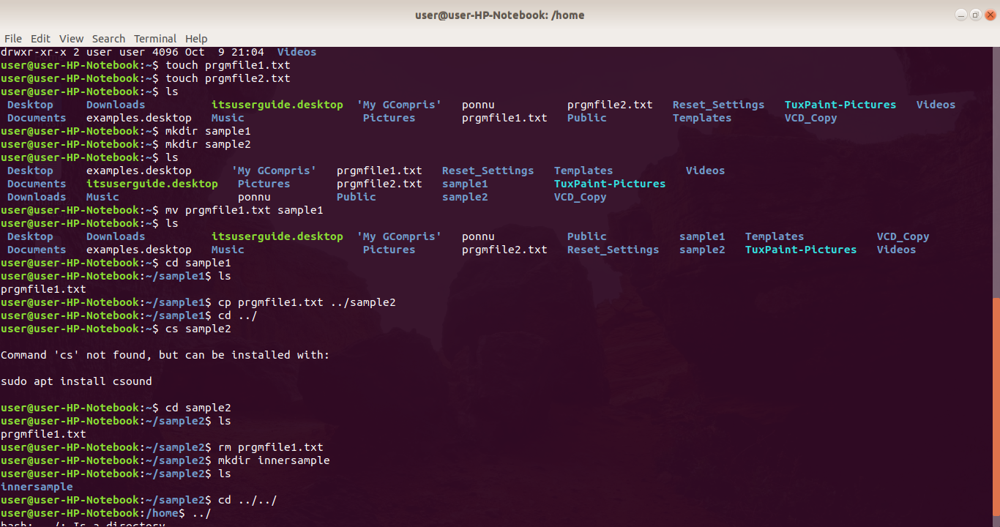 user@user-HP-Notebook: /home
File Edit View Search Terminal Help
drwxr-xr-x 2 user user 4096 Oct  9 21:04  Videos
user@user-HP-Notebook:~$ touch prgmfile1.txt
user@user-HP-Notebook:~$ touch prgmfile2.txt
user@user-HP-Notebook:~$ ls
 Desktop     Downloads          itsuserguide.desktop  'My GCompris'   ponnu           prgmfile2.txt   Reset_Settings   TuxPaint-Pictures   Videos
 Documents   examples.desktop   Music                  Pictures       prgmfile1.txt   Public          Templates        VCD_Copy
user@user-HP-Notebook:~$ mkdir sample1
user@user-HP-Notebook:~$ mkdir sample2
user@user-HP-Notebook:~$ ls
 Desktop     examples.desktop      'My GCompris'   prgmfile1.txt   Reset_Settings   Templates           Videos
 Documents   itsuserguide.desktop   Pictures       prgmfile2.txt   sample1          TuxPaint-Pictures
 Downloads   Music                  ponnu          Public          sample2          VCD_Copy
user@user-HP-Notebook:~$ mv prgmfile1.txt sample1
user@user-HP-Notebook:~$ ls
 Desktop     Downloads          itsuserguide.desktop  'My GCompris'   ponnu           Public           sample1   Templates           VCD_Copy
 Documents   examples.desktop   Music                  Pictures       prgmfile2.txt   Reset_Settings   sample2   TuxPaint-Pictures   Videos
user@user-HP-Notebook:~$ cd sample1
user@user-HP-Notebook:~/sample1$ ls
prgmfile1.txt
user@user-HP-Notebook:~/sample1$ cp prgmfile1.txt ../sample2
user@user-HP-Notebook:~/sample1$ cd ../
user@user-HP-Notebook:~$ cs sample2
Command 'cs' not found, but can be installed with:
sudo apt install csound
user@user-HP-Notebook:~$ cd sample2
user@user-HP-Notebook:~/sample2$ ls
prgmfile1.txt
user@user-HP-Notebook:~/sample2$ rm prgmfile1.txt
user@user-HP-Notebook:~/sample2$ mkdir innersample
user@user-HP-Notebook:~/sample2$ ls
innersample
user@user-HP-Notebook:~/sample2$ cd ../../
user@user-HP-Notebook:/home$ ../
bash: ../: Is a directory